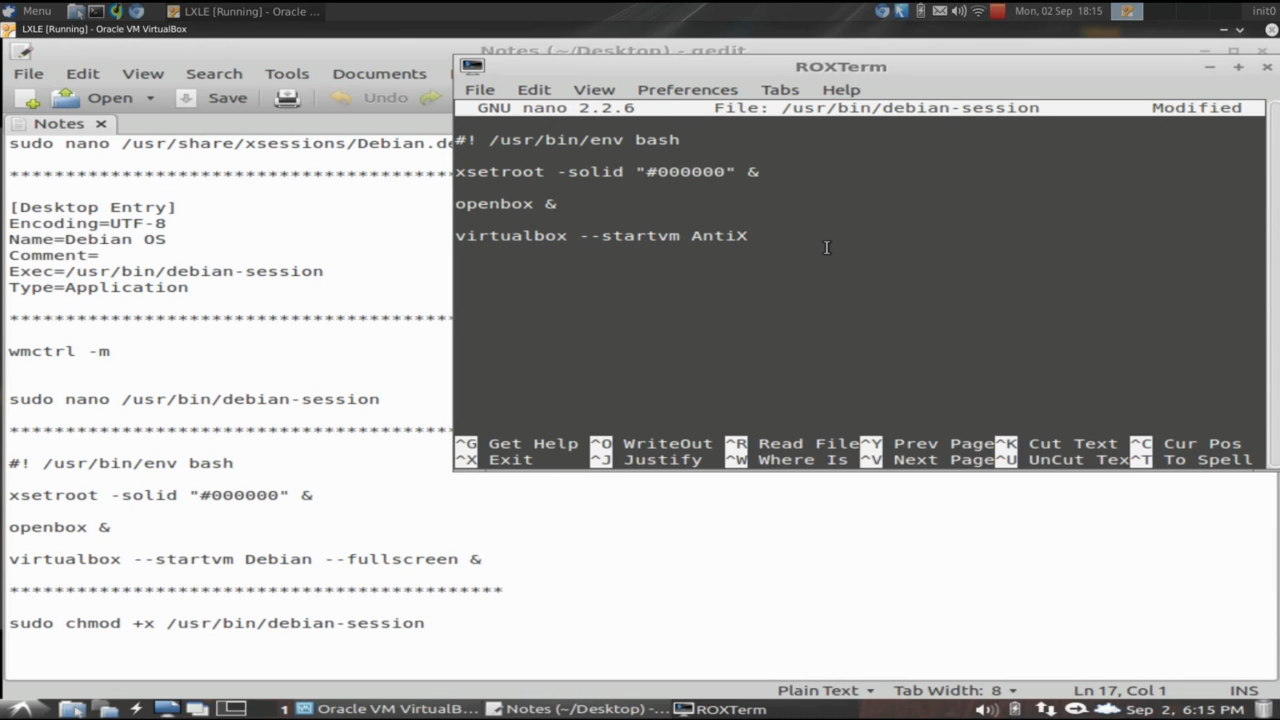 Menu
LXLE [Running] - Oracle ...
Mon, 02 Sep 18:15
init0
LXLE [Running] - Oracle VM VirtualBox
Notes (~/Desktop) - gedit
File Edit View Search Tools Documents
Open Save Undo
Notes
sudo nano /usr/share/xsessions/Debian.de
********************************************
[Desktop Entry]
Encoding=UTF-8
Name=Debian OS
Comment=
Exec=/usr/bin/debian-session
Type=Application
********************************************
wmctrl -m
sudo nano /usr/bin/debian-session
********************************************
#! /usr/bin/env bash
xsetroot -solid "#000000" &
openbox &
virtualbox --startvm Debian --fullscreen &
********************************************
sudo chmod +x /usr/bin/debian-session
Plain Text Tab Width: 8 Ln 17, Col 1 INS
ROXTerm
File Edit View Preferences Tabs Help
GNU nano 2.2.6 File: /usr/bin/debian-session Modified
#! /usr/bin/env bash
xsetroot -solid "#000000" &
openbox &
virtualbox --startvm AntiX
^G Get Help ^O WriteOut ^R Read File^Y Prev Page^K Cut Text ^C Cur Pos
^X Exit ^J Justify ^W Where Is ^V Next Page^U UnCut Tex^T To Spell
1 Oracle VM VirtualB... Notes (~/Desktop) -... ROXTerm Sep 2, 6:15 PM